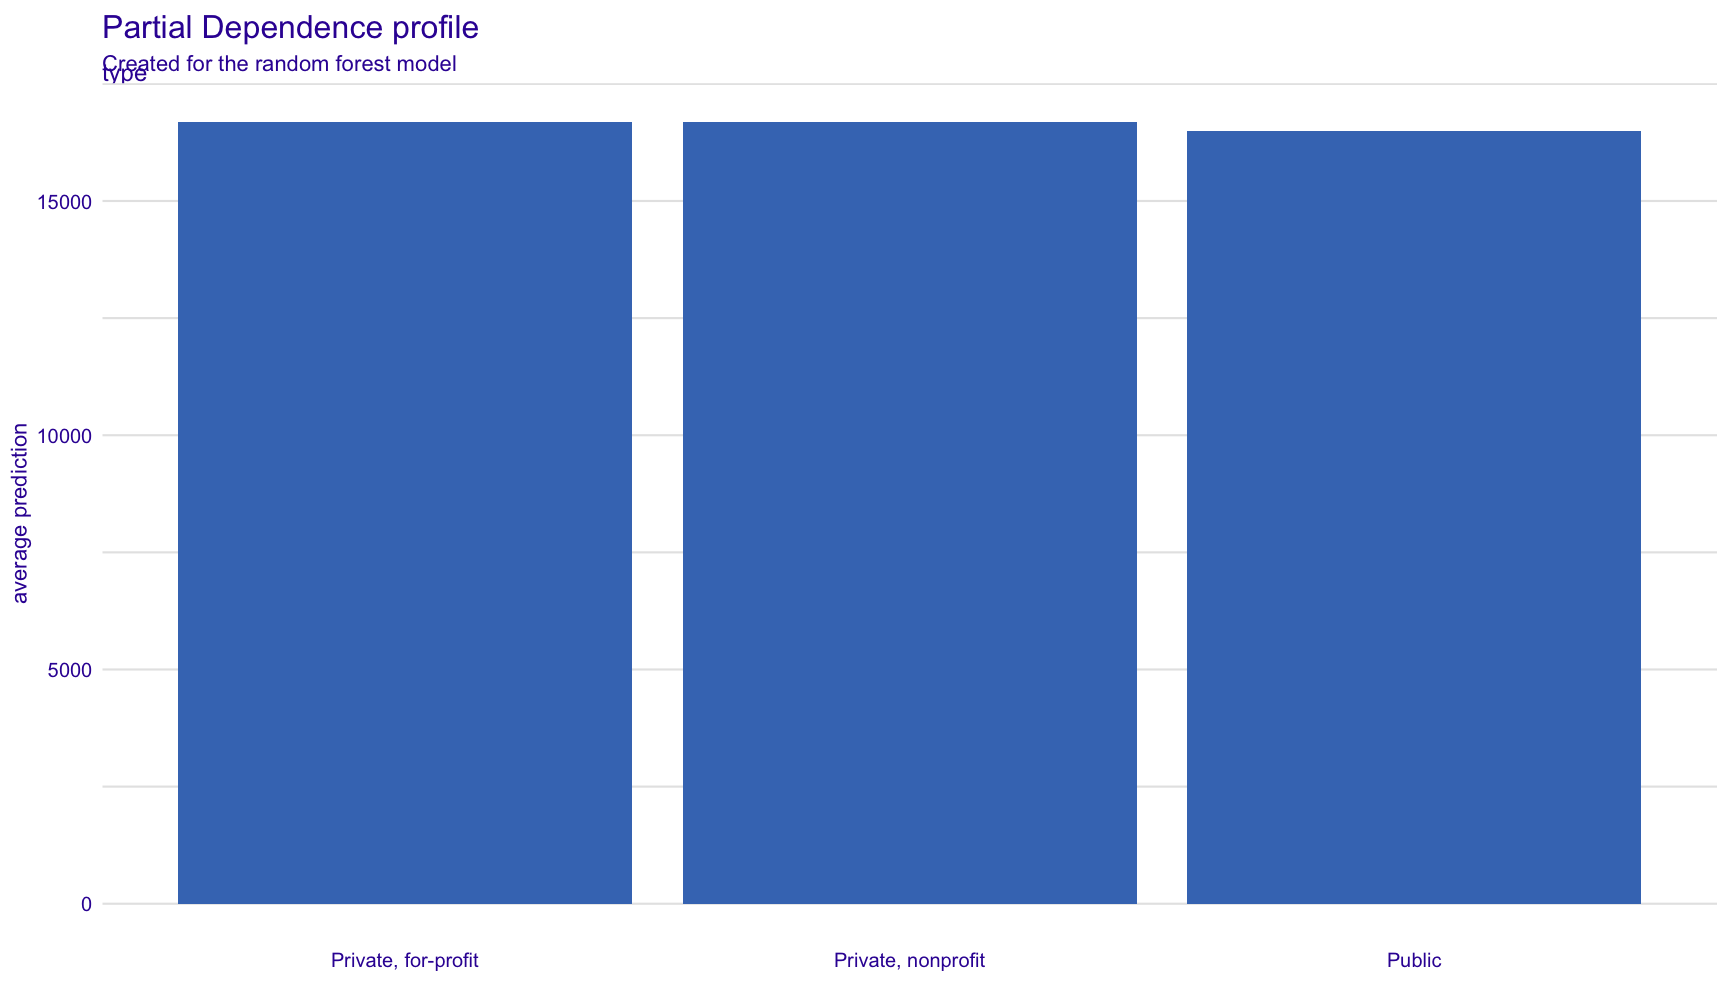 Partial Dependence profile
Created for the random forest model
type
average prediction
15000
10000
5000
0
Private, for-profit
Private, nonprofit
Public